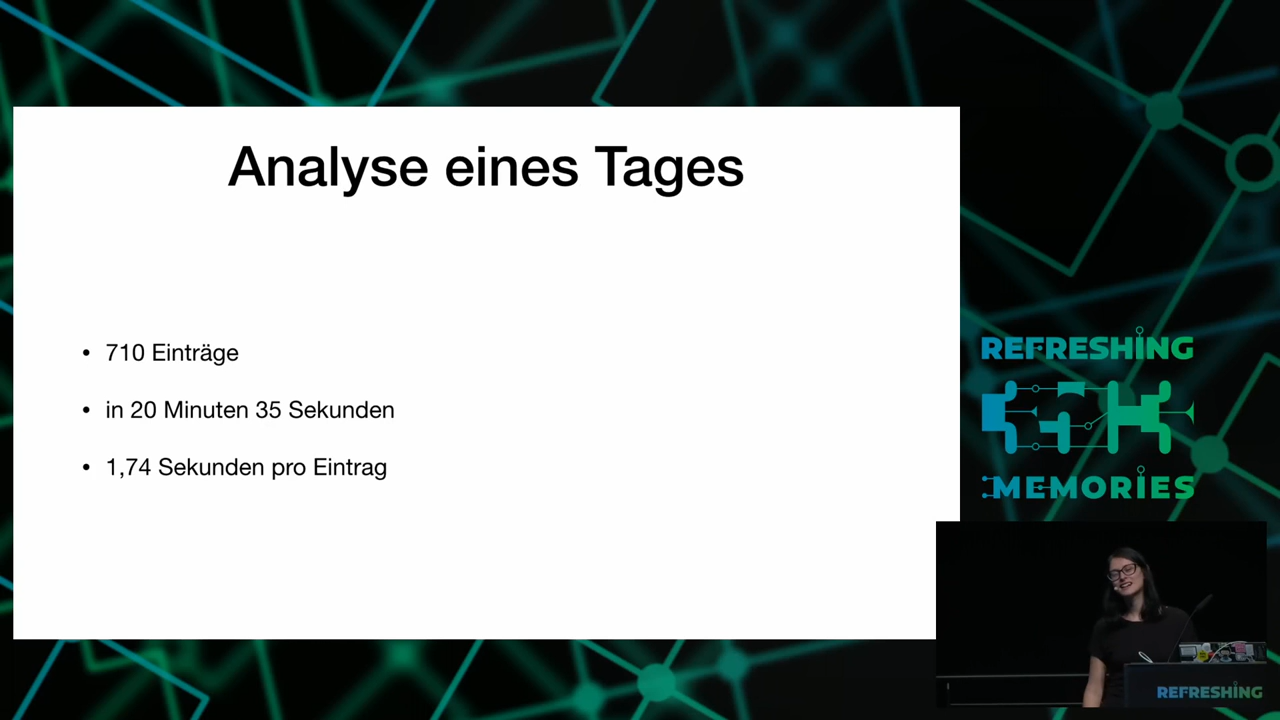 Analyse eines Tages
• 710 Einträge
• in 20 Minuten 35 Sekunden
• 1,74 Sekunden pro Eintrag
REFRESHING
MEMORIES
REFRESHING